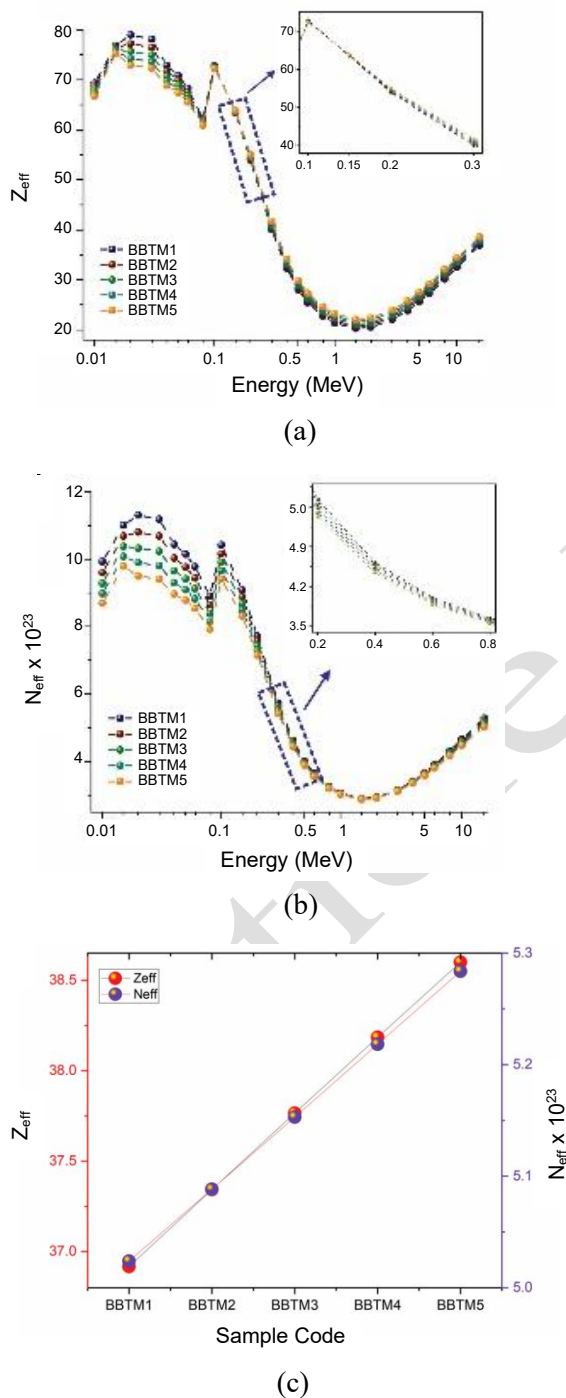 80
70
60
50
40
30
20
Z_eff
70
60
50
40
0.1 0.15 0.2 0.3
BBTM1
BBTM2
BBTM3
BBTM4
BBTM5
0.01 0.1 0.5 1 5 10
Energy (MeV)
(a)
12
10
8
6
4
N_eff x 10^23
5.0
4.9
4.2
3.5
0.2 0.4 0.6 0.8
BBTM1
BBTM2
BBTM3
BBTM4
BBTM5
0.01 0.1 0.5 1 5 10
Energy (MeV)
(b)
38.5
38.0
37.5
37.0
Z_eff
Zeff
Neff
5.3
5.2
5.1
5.0
N_eff x 10^23
BBTM1 BBTM2 BBTM3 BBTM4 BBTM5
Sample Code
(c)